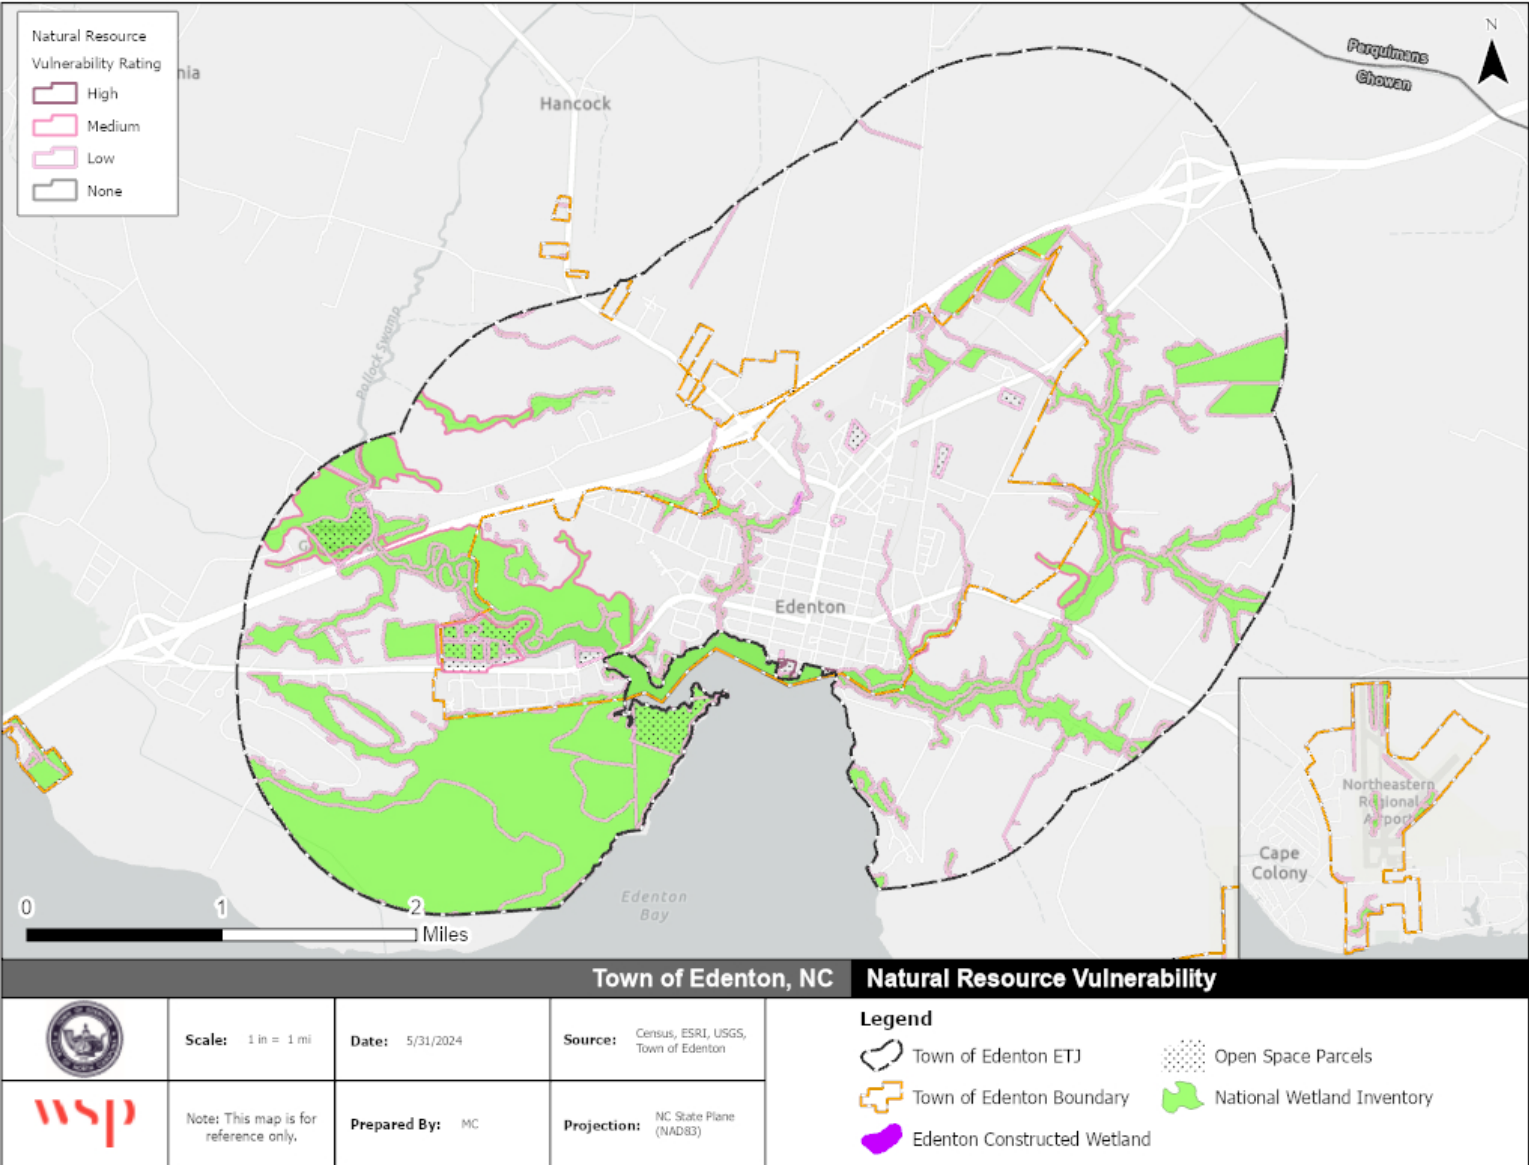 Natural Resource
Vulnerability Rating
High
Medium
Low
None
nia
Hancock
Perquimans
Chowan
N
Pollock Swamp
Edenton
Edenton
Bay
0 1 2
Miles
Northeastern
Regional
Airport
Cape
Colony
Town of Edenton, NC
Natural Resource Vulnerability
Scale: 1 in = 1 mi
Date: 5/31/2024
Source: Census, ESRI, USGS,
Town of Edenton
wsp
Note: This map is for
reference only.
Prepared By: MC
Projection: NC State Plane
(NAD83)
Legend
Town of Edenton ETJ
Town of Edenton Boundary
Edenton Constructed Wetland
Open Space Parcels
National Wetland Inventory